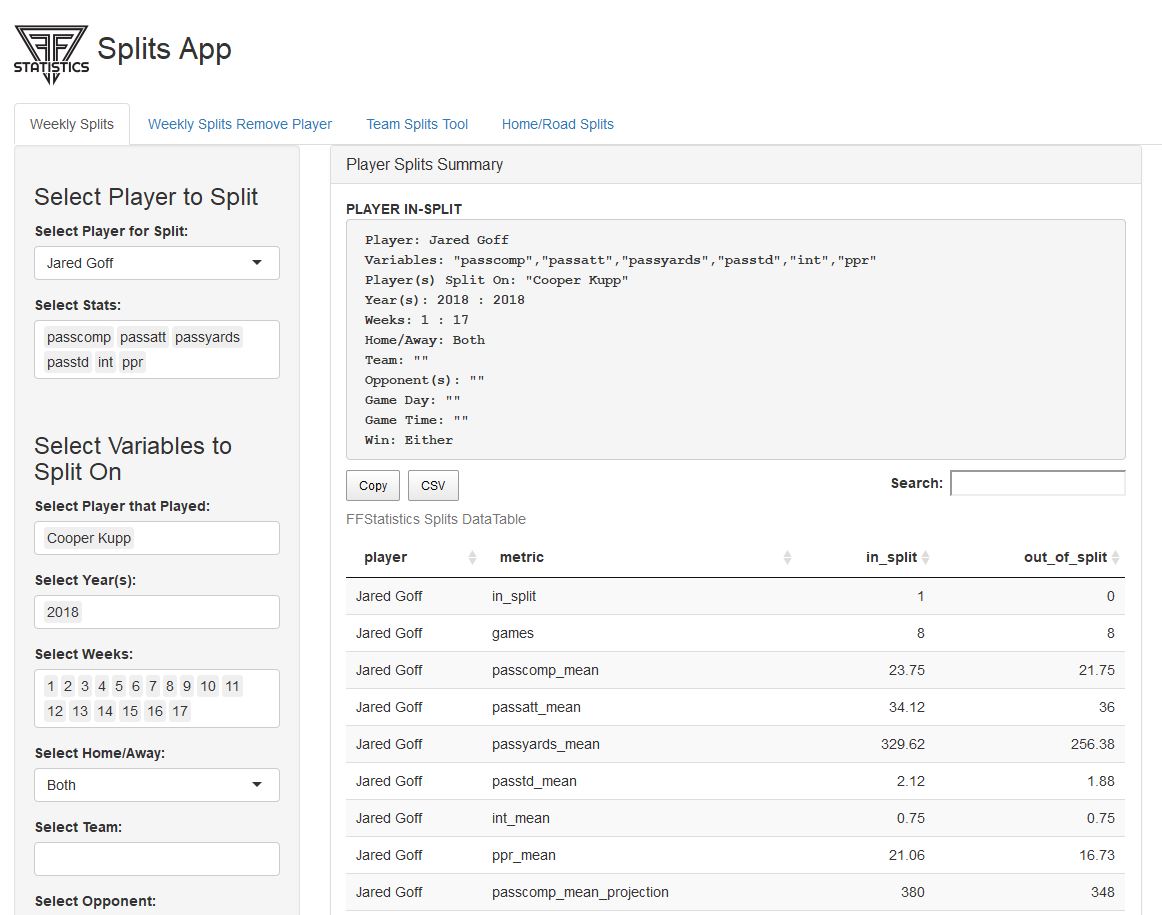 FF
STATISTICS
Splits App
Weekly Splits Weekly Splits Remove Player Team Splits Tool Home/Road Splits
Select Player to Split
Select Player for Split:
Jared Goff
Select Stats:
passcomp passatt passyards
passtd int ppr
Select Variables to
Split On
Select Player that Played:
Cooper Kupp
Select Year(s):
2018
Select Weeks:
1 2 3 4 5 6 7 8 9 10 11
12 13 14 15 16 17
Select Home/Away:
Both
Select Team:
Select Opponent:
Player Splits Summary
PLAYER IN-SPLIT
Player: Jared Goff
Variables: "passcomp","passatt","passyards","passtd","int","ppr"
Player(s) Split On: "Cooper Kupp"
Year(s): 2018 : 2018
Weeks: 1 : 17
Home/Away: Both
Team: ""
Opponent(s): ""
Game Day: ""
Game Time: ""
Win: Either
Copy CSV Search:
FFStatistics Splits DataTable
player metric in_split out_of_split
Jared Goff in_split 1 0
Jared Goff games 8 8
Jared Goff passcomp_mean 23.75 21.75
Jared Goff passatt_mean 34.12 36
Jared Goff passyards_mean 329.62 256.38
Jared Goff passtd_mean 2.12 1.88
Jared Goff int_mean 0.75 0.75
Jared Goff ppr_mean 21.06 16.73
Jared Goff passcomp_mean_projection 380 348